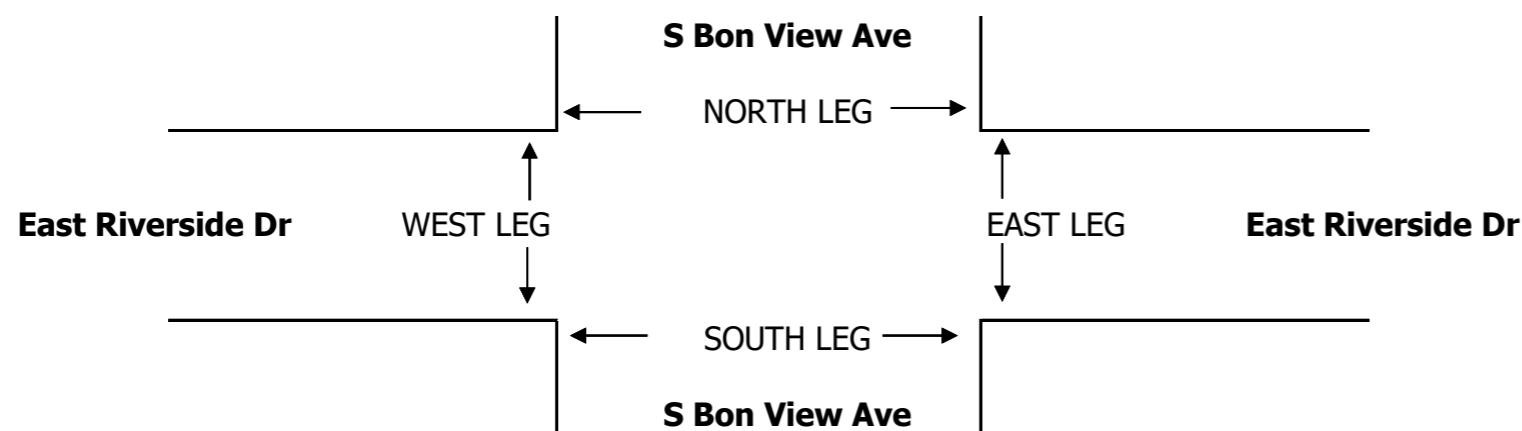 S Bon View Ave
NORTH LEG
East Riverside Dr WEST LEG EAST LEG East Riverside Dr
SOUTH LEG
S Bon View Ave